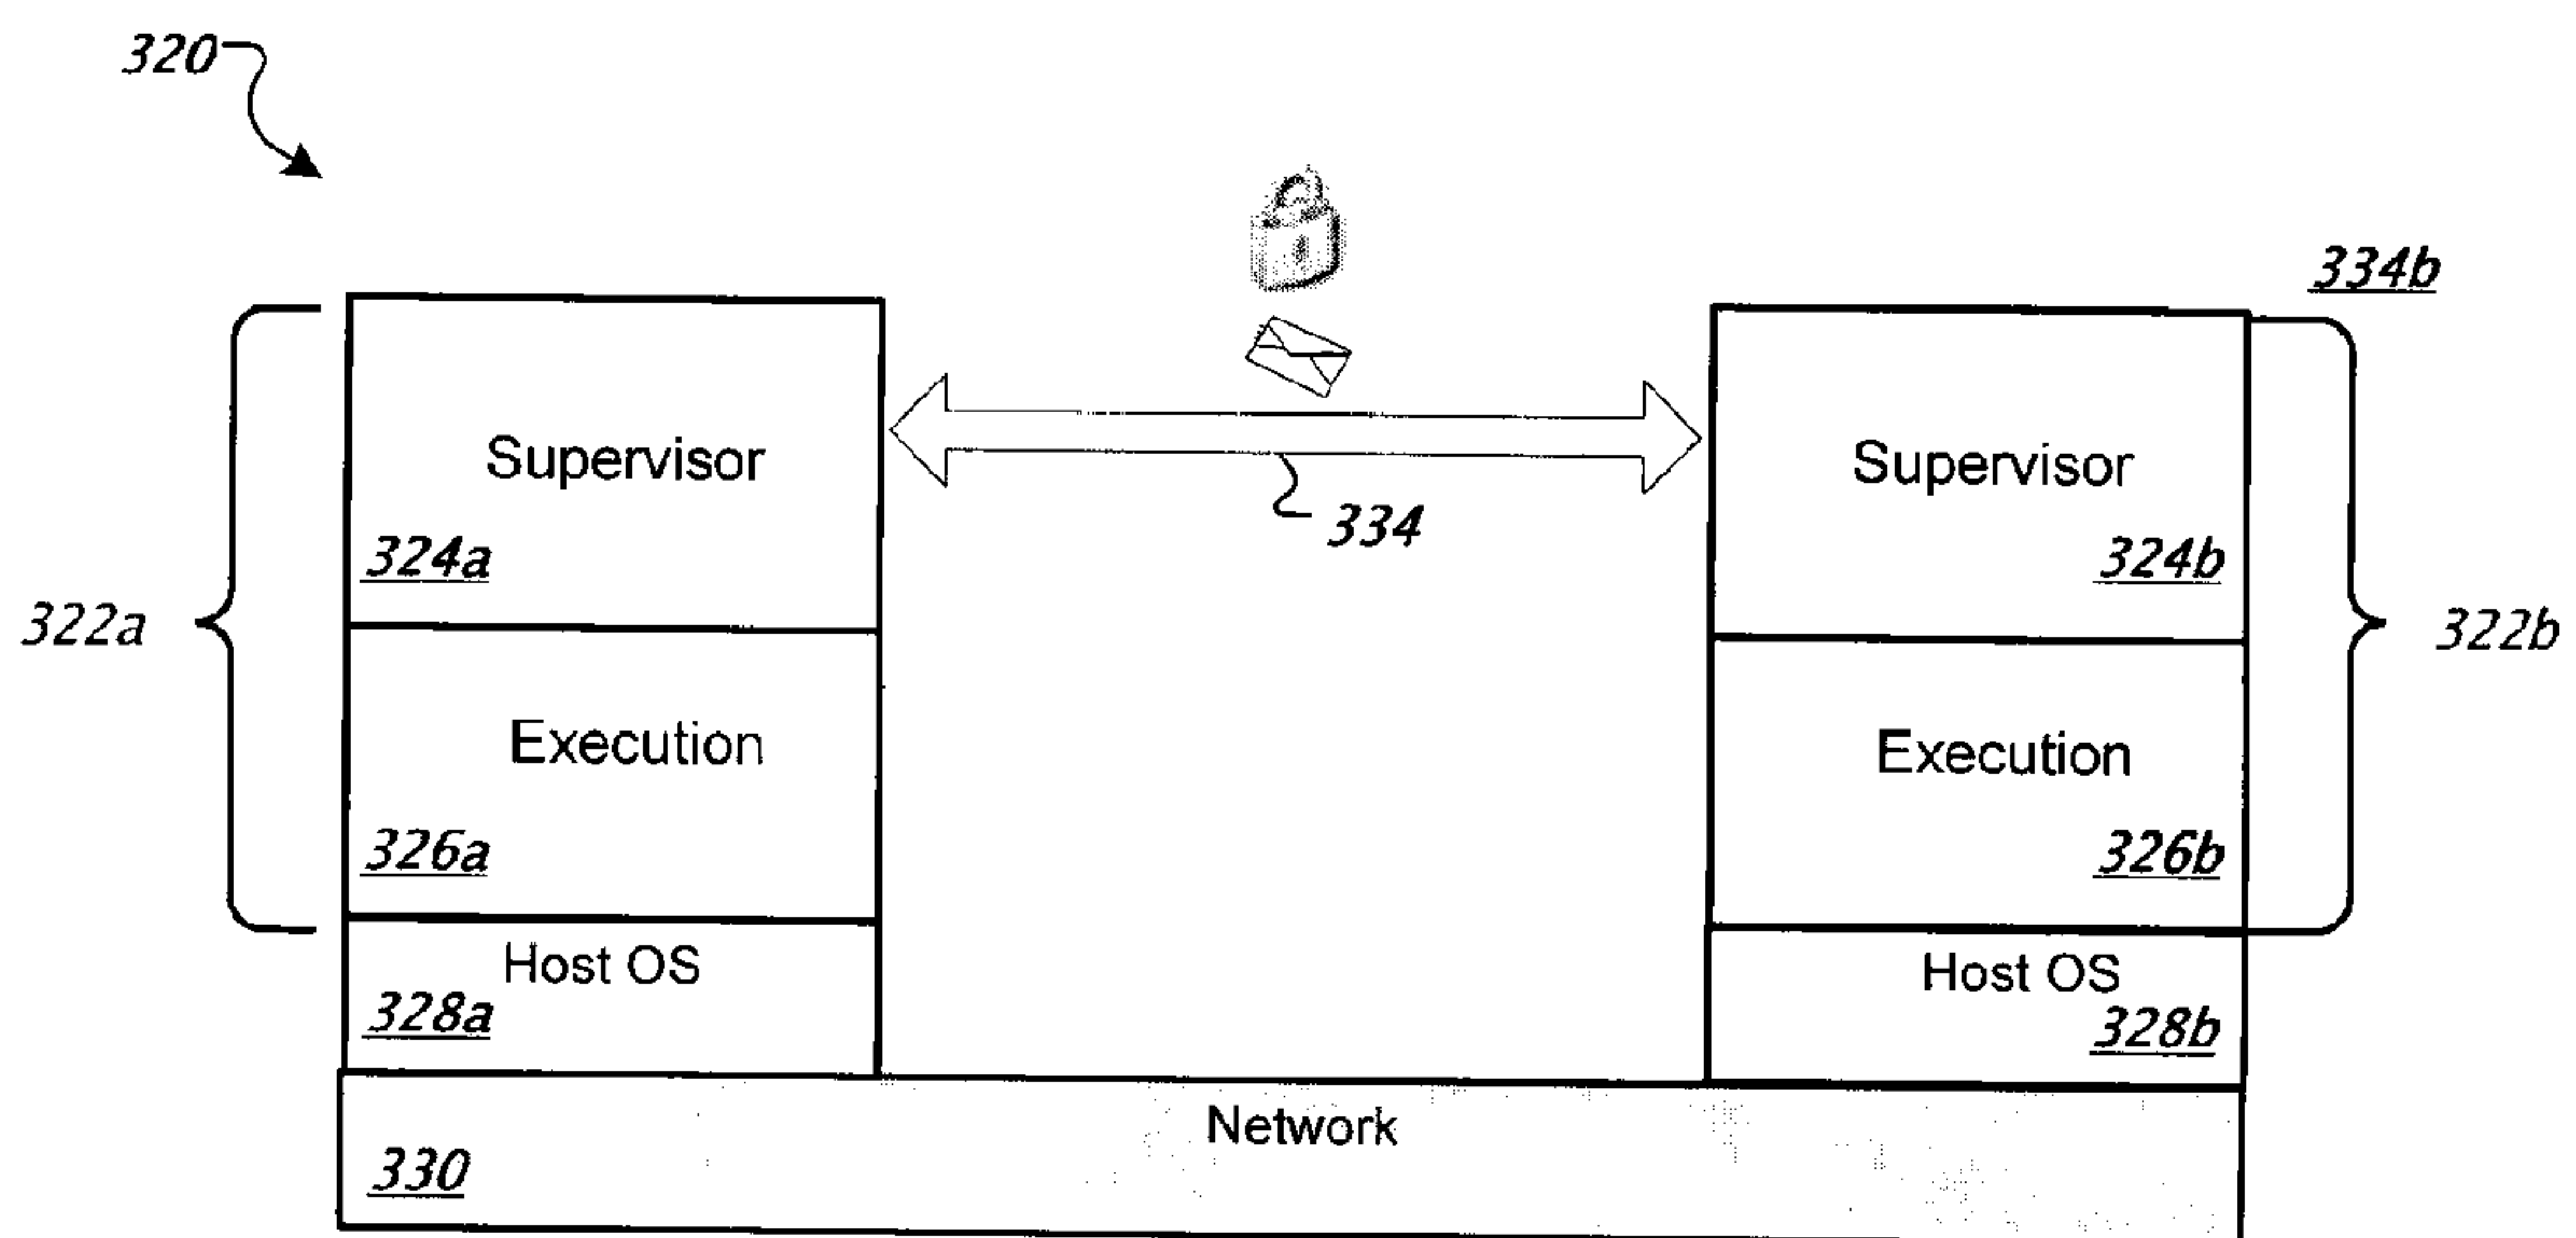 320
334b
Supervisor
Supervisor
334
324a
324b
322a
322b
Execution
Execution
326a
326b
Host OS
Host OS
328a
328b
Network
330